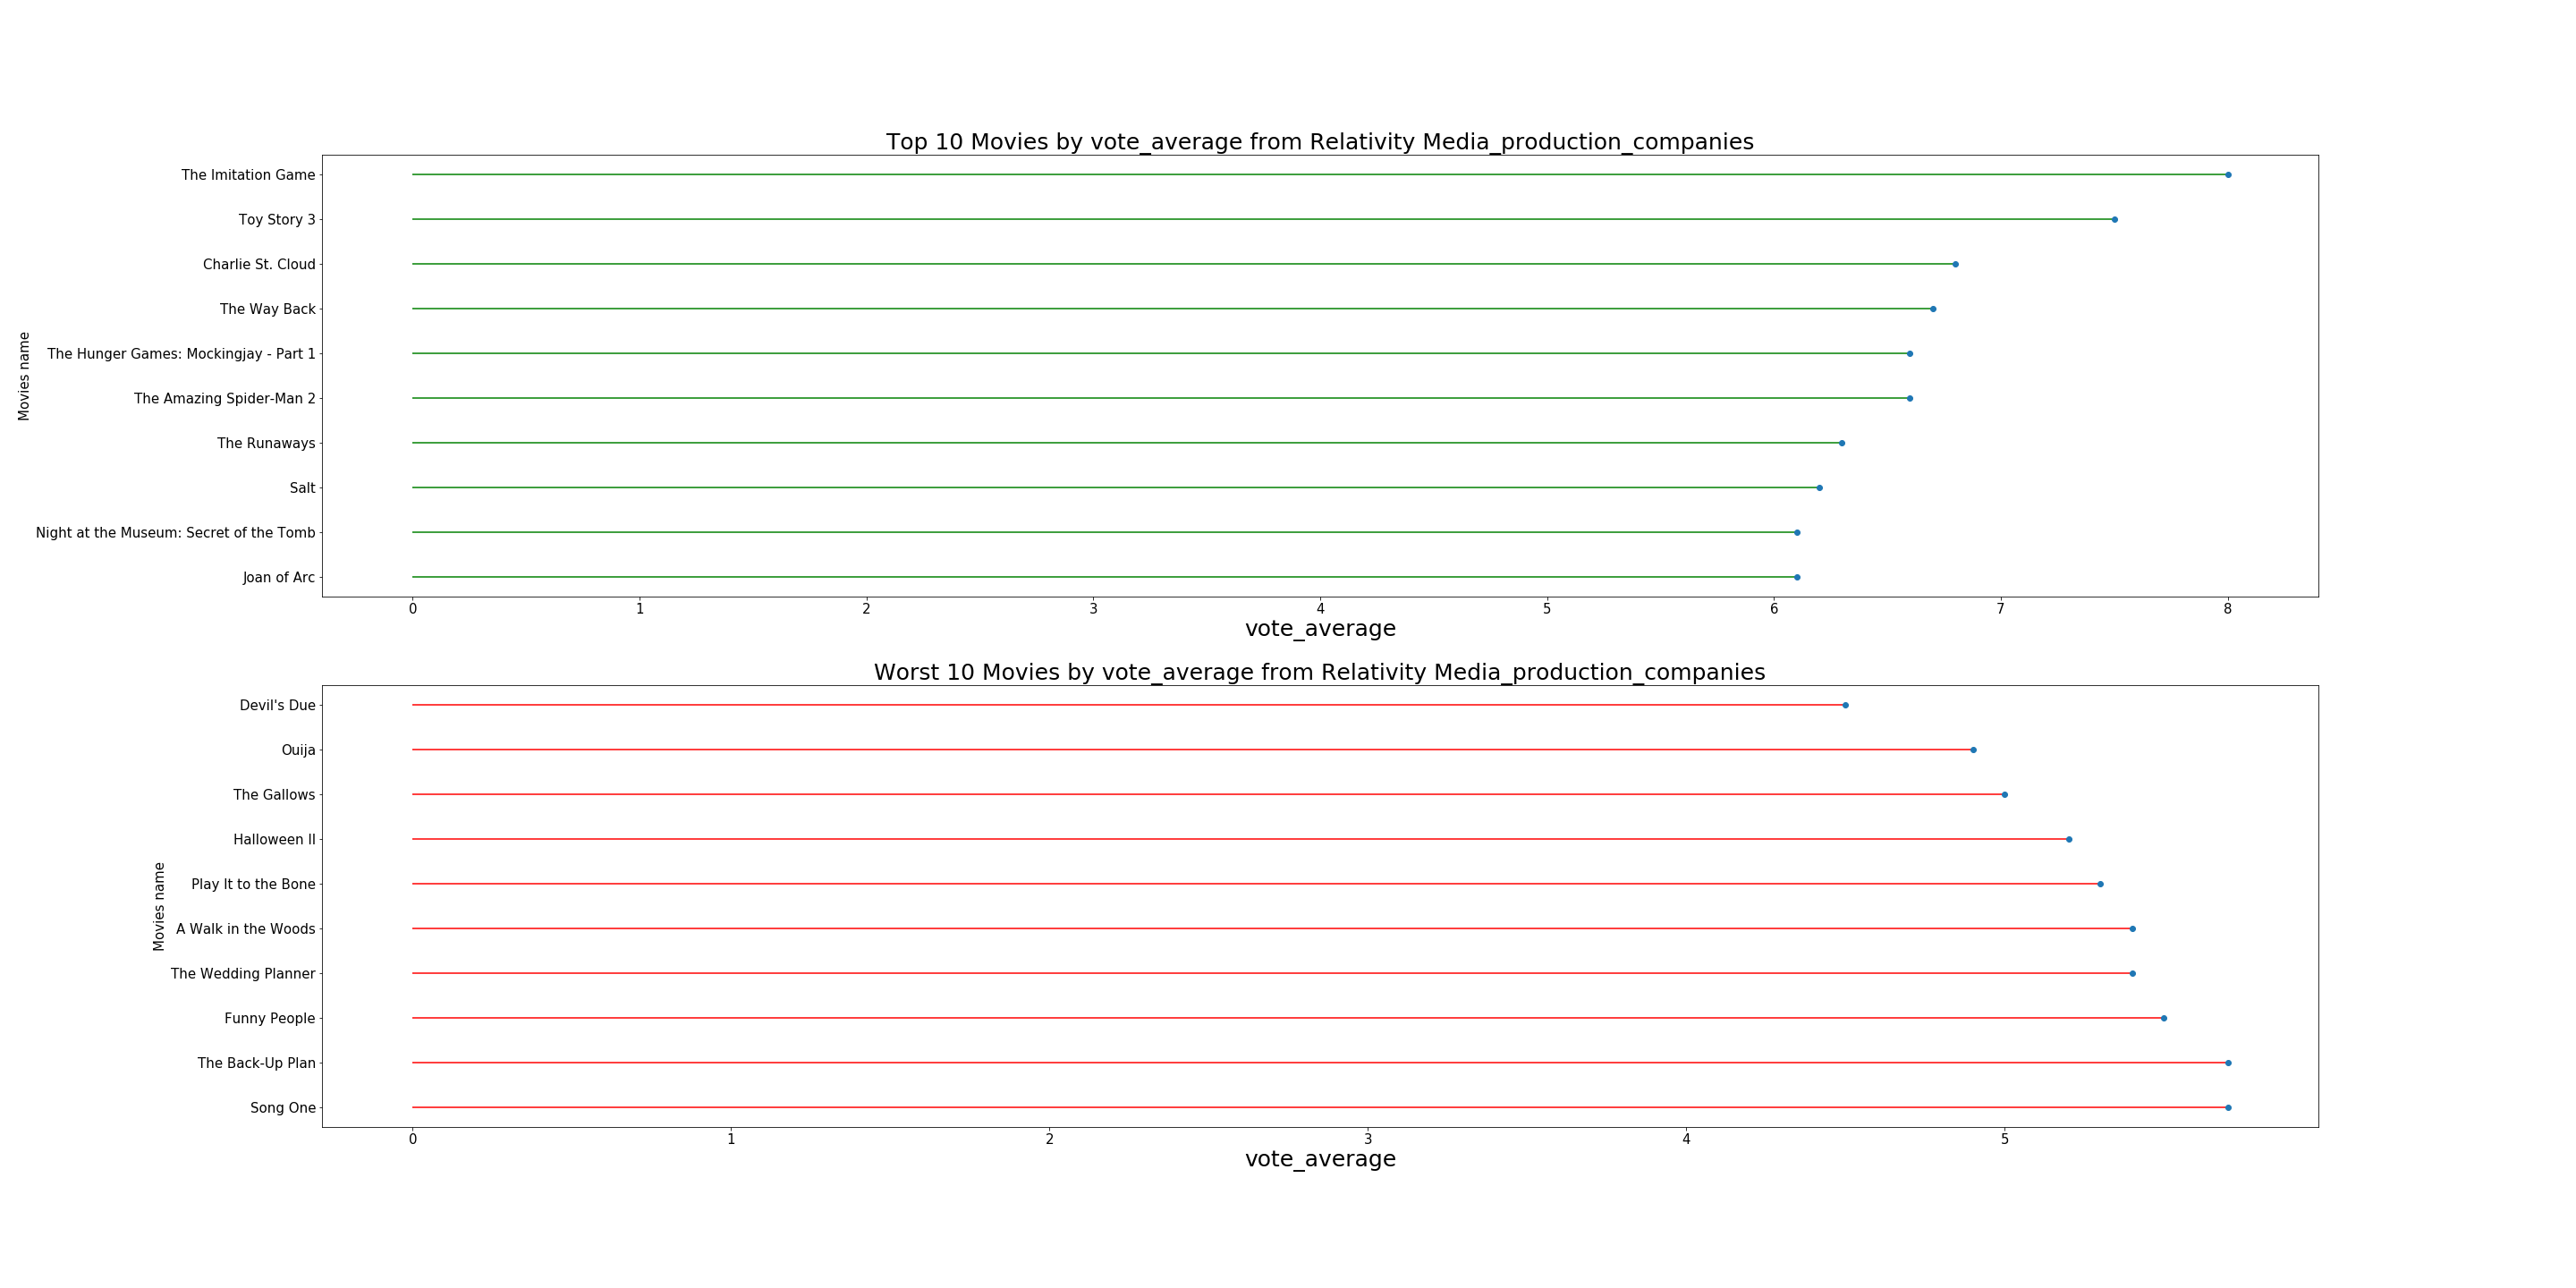 Top 10 Movies by vote_average from Relativity Media_production_companies
Movies name
The Imitation Game
Toy Story 3
Charlie St. Cloud
The Way Back
The Hunger Games: Mockingjay - Part 1
The Amazing Spider-Man 2
The Runaways
Salt
Night at the Museum: Secret of the Tomb
Joan of Arc
0 1 2 3 4 5 6 7 8
vote_average
Worst 10 Movies by vote_average from Relativity Media_production_companies
Movies name
Devil's Due
Ouija
The Gallows
Halloween II
Play It to the Bone
A Walk in the Woods
The Wedding Planner
Funny People
The Back-Up Plan
Song One
0 1 2 3 4 5
vote_average